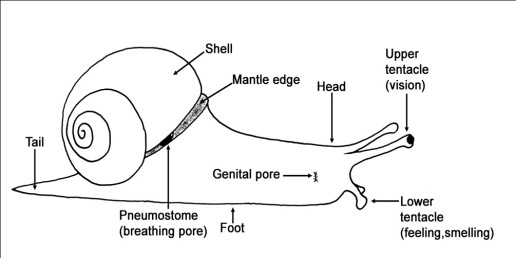 Shell
Mantle edge
Head
Upper
tentacle
(vision)
Tail
Genital pore
Pneumostome
(breathing pore)
Foot
Lower
tentacle
(feeling,smelling)